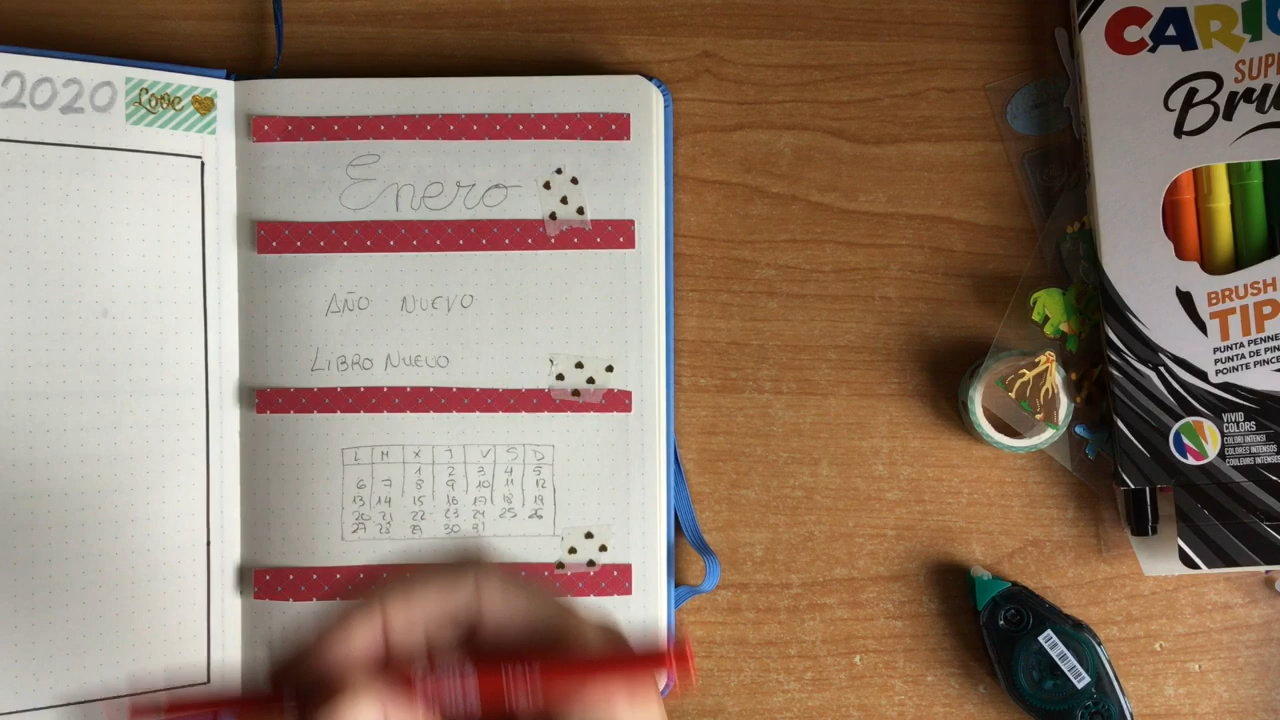 2020 Love
Enero
AÑO NUEVO
LIBRO NUEVO
L M X J V S D
1 2 3 4 5
6 7 8 9 10 11 12
13 14 15 16 17 18 19
20 21 22 23 24 25 26
27 28 29 30 31
SUPE
Bru
BRUSH
TIP
PUNTA PENNE
PUNTA DE PIN
POINTE PINCE
VIVID
COLORS
COLORI INTENSI
COLORES INTENSOS
COULEURS INTENSES